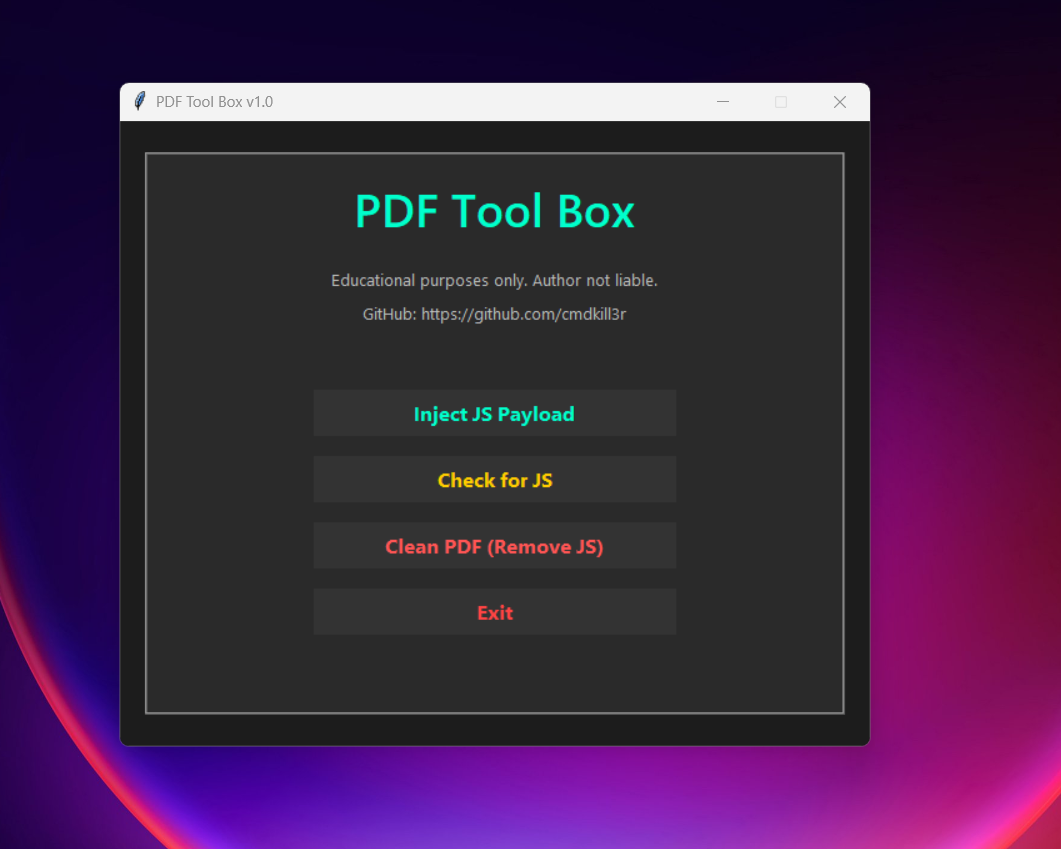 PDF Tool Box v1.0
PDF Tool Box
Educational purposes only. Author not liable.
GitHub: https://github.com/cmdkill3r
Inject JS Payload
Check for JS
Clean PDF (Remove JS)
Exit